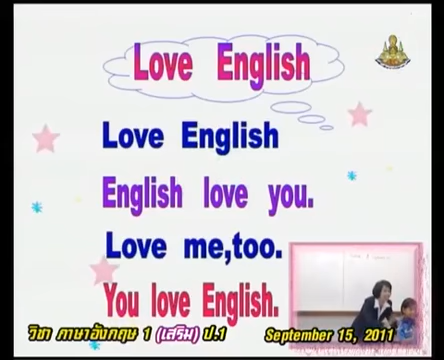 Love English
Love English
English love you.
Love me,too.
You love English.
วิชา ภาษาอังกฤษ 1 (เสริม) ป.1
September 15, 2011